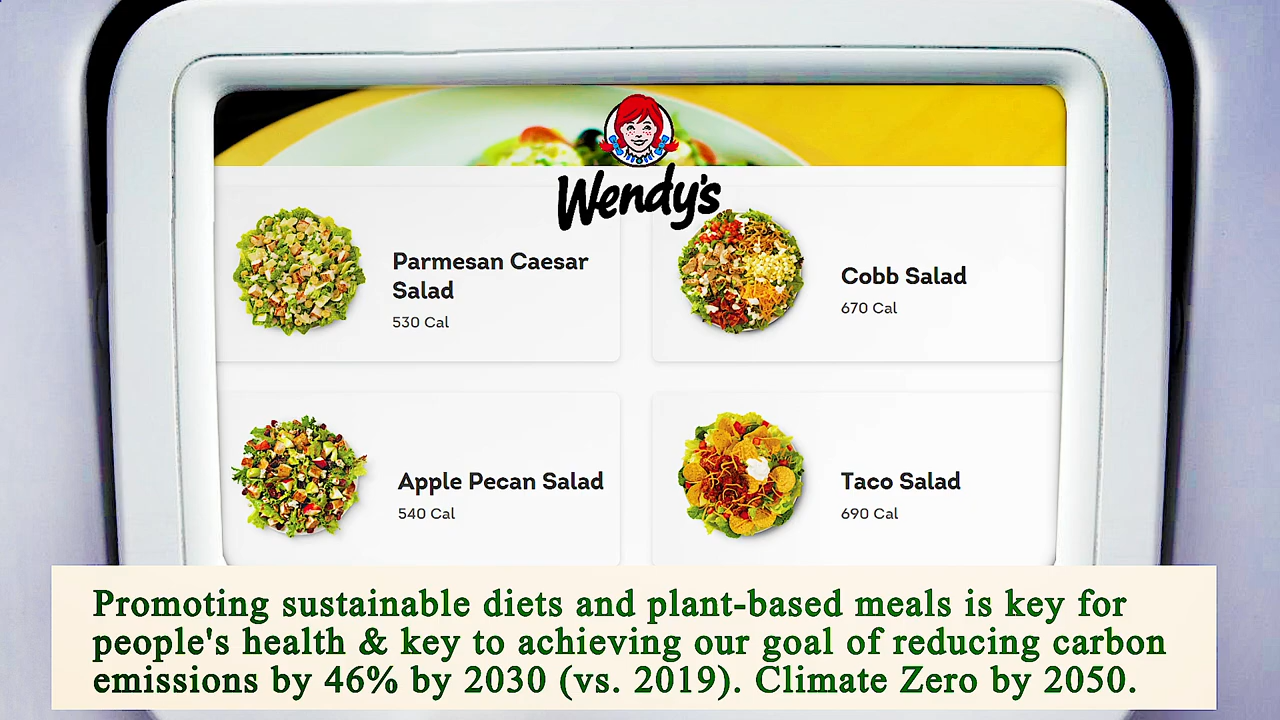 Wendy's
Parmesan Caesar
Salad
530 Cal
Cobb Salad
670 Cal
Apple Pecan Salad
540 Cal
Taco Salad
690 Cal
Promoting sustainable diets and plant-based meals is key for
people's health & key to achieving our goal of reducing carbon
emissions by 46% by 2030 (vs. 2019). Climate Zero by 2050.